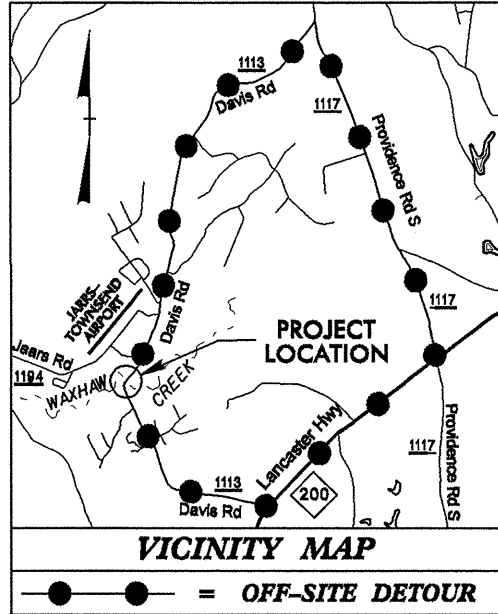 1113
Davis Rd
1117
Providence Rd S
JARRS-
TOWNSEND
AIRPORT
Davis Rd
1117
PROJECT
LOCATION
Jaars Rd
1194
WAXHAW
CREEK
Lancaster Hwy
1117
Providence Rd S
1113
Davis Rd
200
VICINITY MAP
= OFF-SITE DETOUR